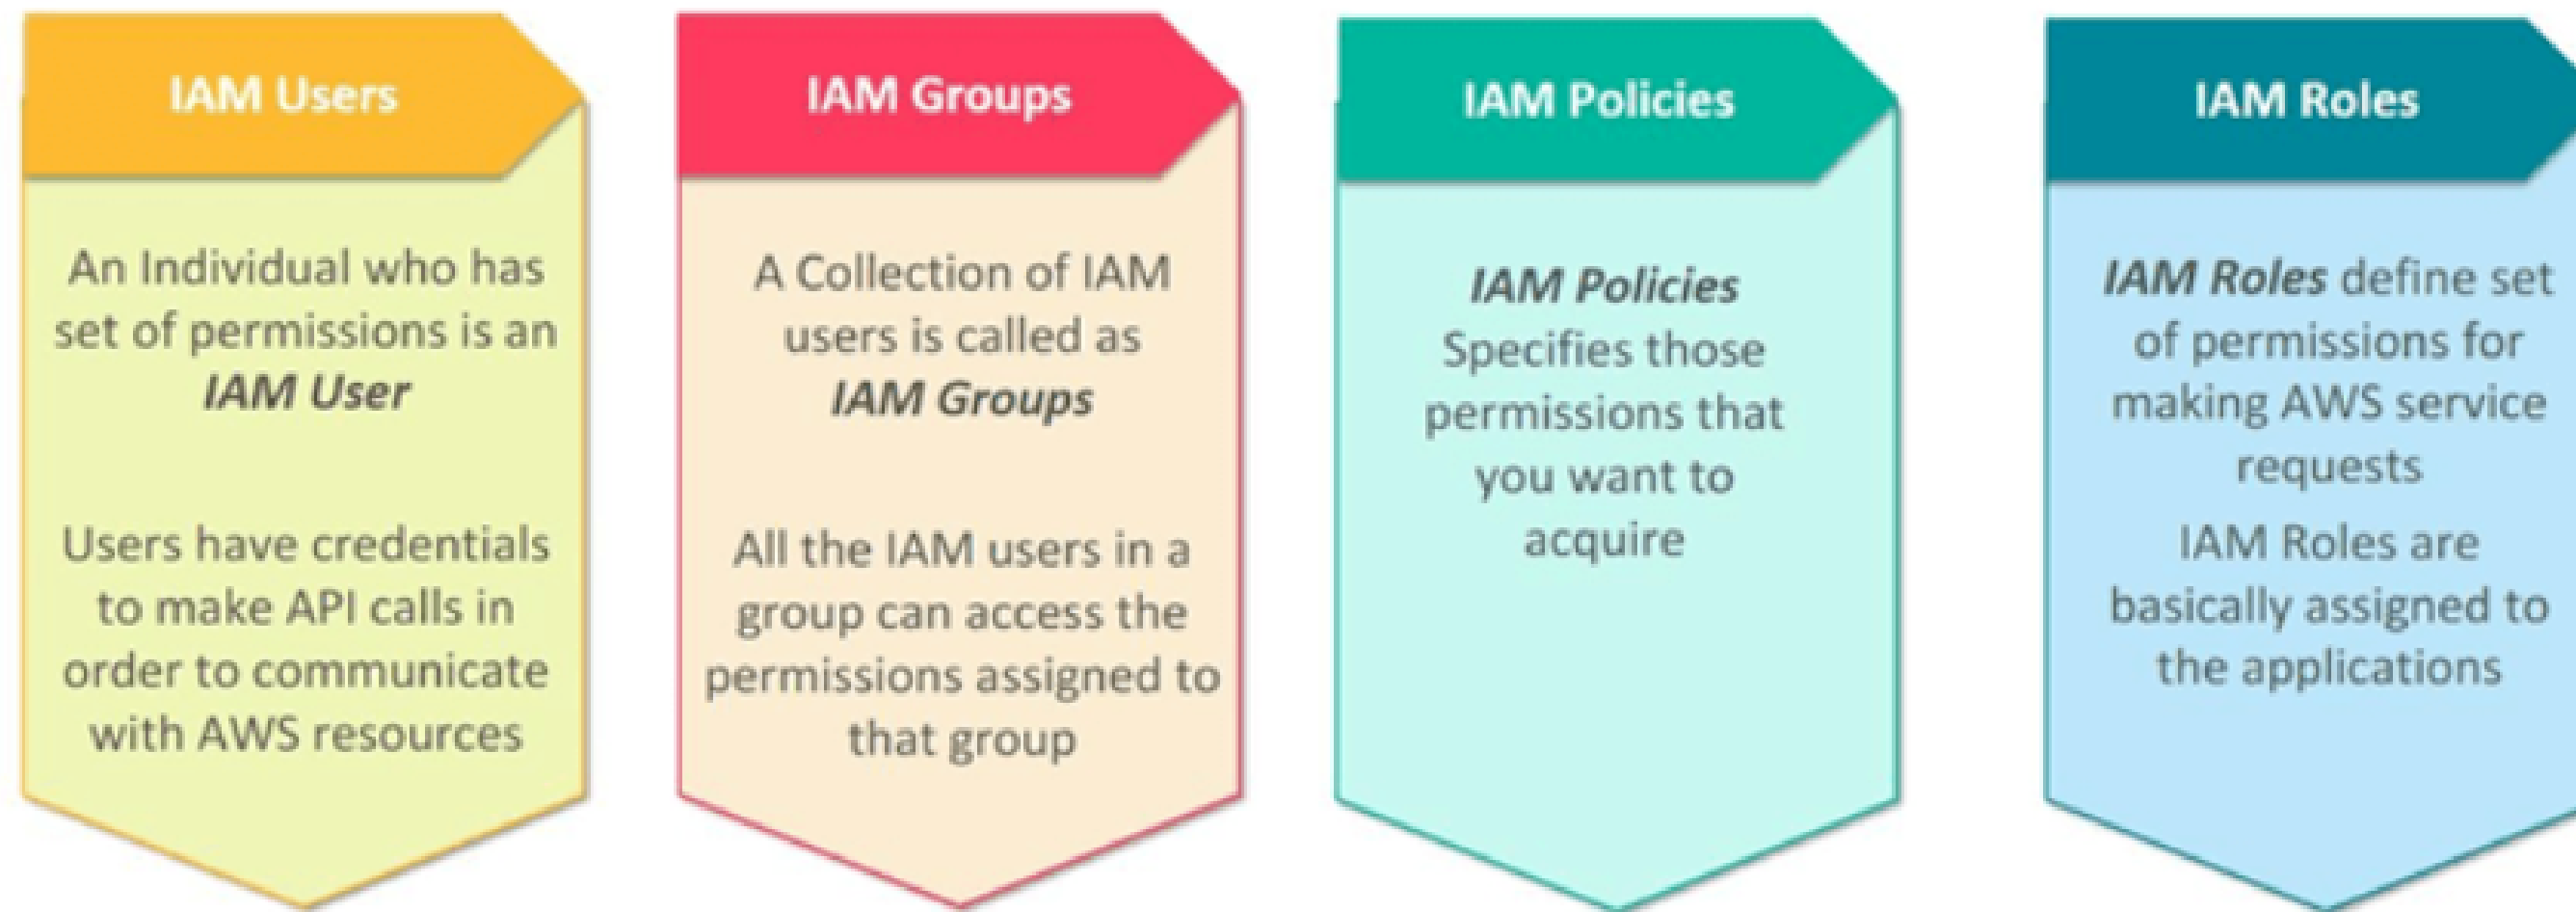 IAM Users
An Individual who has
set of permissions is an
IAM User
Users have credentials
to make API calls in
order to communicate
with AWS resources
IAM Groups
A Collection of IAM
users is called as
IAM Groups
All the IAM users in a
group can access the
permissions assigned to
that group
IAM Policies
IAM Policies
Specifies those
permissions that
you want to
acquire
IAM Roles
IAM Roles define set
of permissions for
making AWS service
requests
IAM Roles are
basically assigned to
the applications